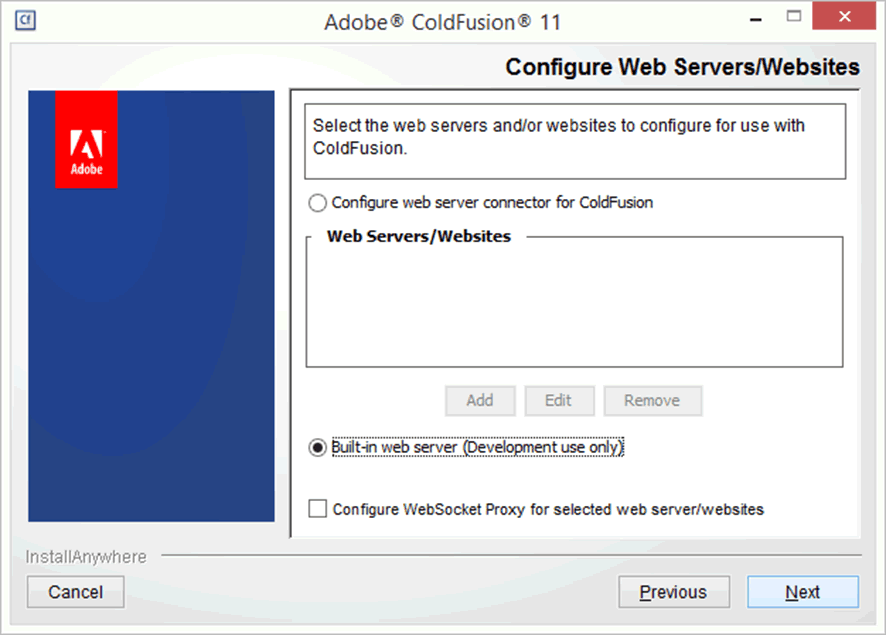 Cf
Adobe® ColdFusion® 11
Configure Web Servers/Websites
Adobe
Select the web servers and/or websites to configure for use with
ColdFusion.
Configure web server connector for ColdFusion
Web Servers/Websites
Add Edit Remove
Built-in web server (Development use only)
Configure WebSocket Proxy for selected web server/websites
InstallAnywhere
Cancel Previous Next